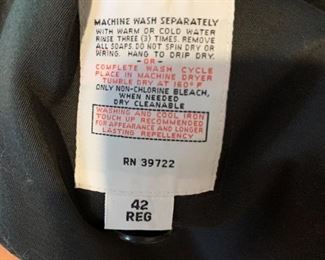 MACHINE WASH SEPARATELY
WITH WARM OR COLD WATER
RINSE THREE (3) TIMES. REMOVE
ALL SOAPS. DO NOT SPIN DRY OR
WRING. HANG TO DRIP DRY.
-OR-
COMPLETE WASH CYCLE
PLACE IN MACHINE DRYER
TUMBLE DRY AT 160° F
ONLY NON-CHLORINE BLEACH,
WHEN NEEDED
DRY CLEANABLE
WASHING AND COOL IRON
TOUCH UP RECOMMENDED
FOR APPEARANCE AND LONGER
LASTING REPELLENCY
RN 39722
42
REG